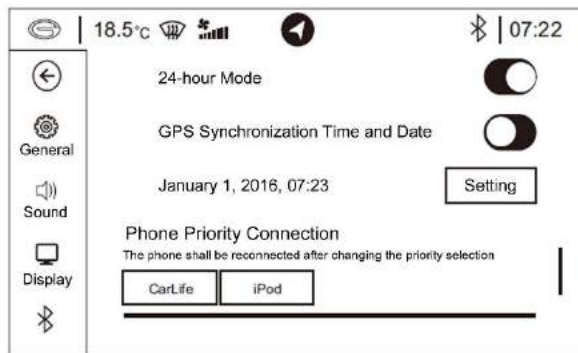 18.5°c
07:22
24-hour Mode
General
GPS Synchronization Time and Date
Sound
January 1, 2016, 07:23
Setting
Display
Phone Priority Connection
The phone shall be reconnected after changing the priority selection
CarLife
iPod